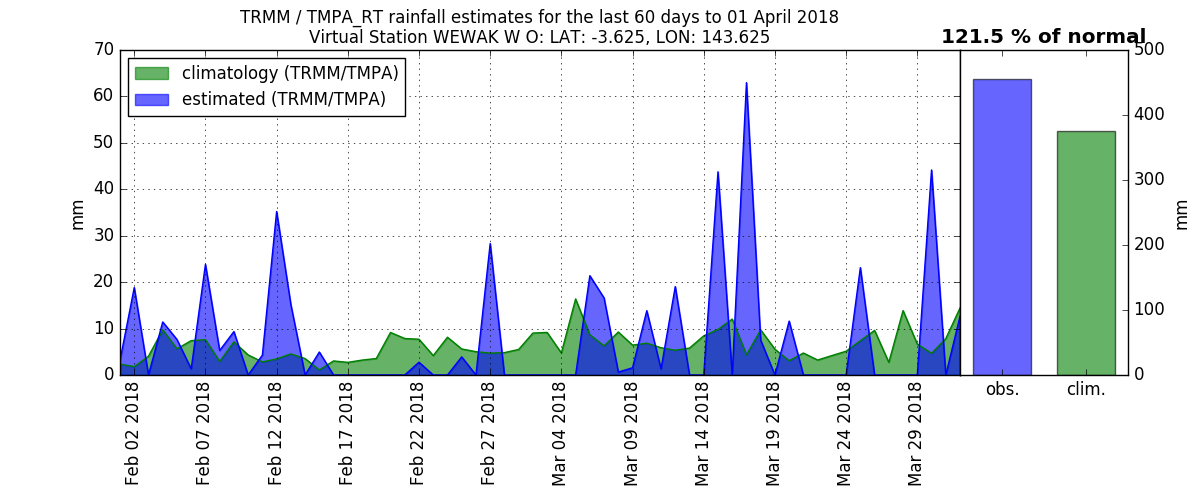 TRMM / TMPA_RT rainfall estimates for the last 60 days to 01 April 2018
Virtual Station WEWAK W O: LAT: -3.625, LON: 143.625
121.5 % of normal
climatology (TRMM/TMPA)
estimated (TRMM/TMPA)
70
60
50
40
30
20
10
0
mm
500
400
300
200
100
0
mm
Feb 02 2018
Feb 07 2018
Feb 12 2018
Feb 17 2018
Feb 22 2018
Feb 27 2018
Mar 04 2018
Mar 09 2018
Mar 14 2018
Mar 19 2018
Mar 24 2018
Mar 29 2018
obs.
clim.